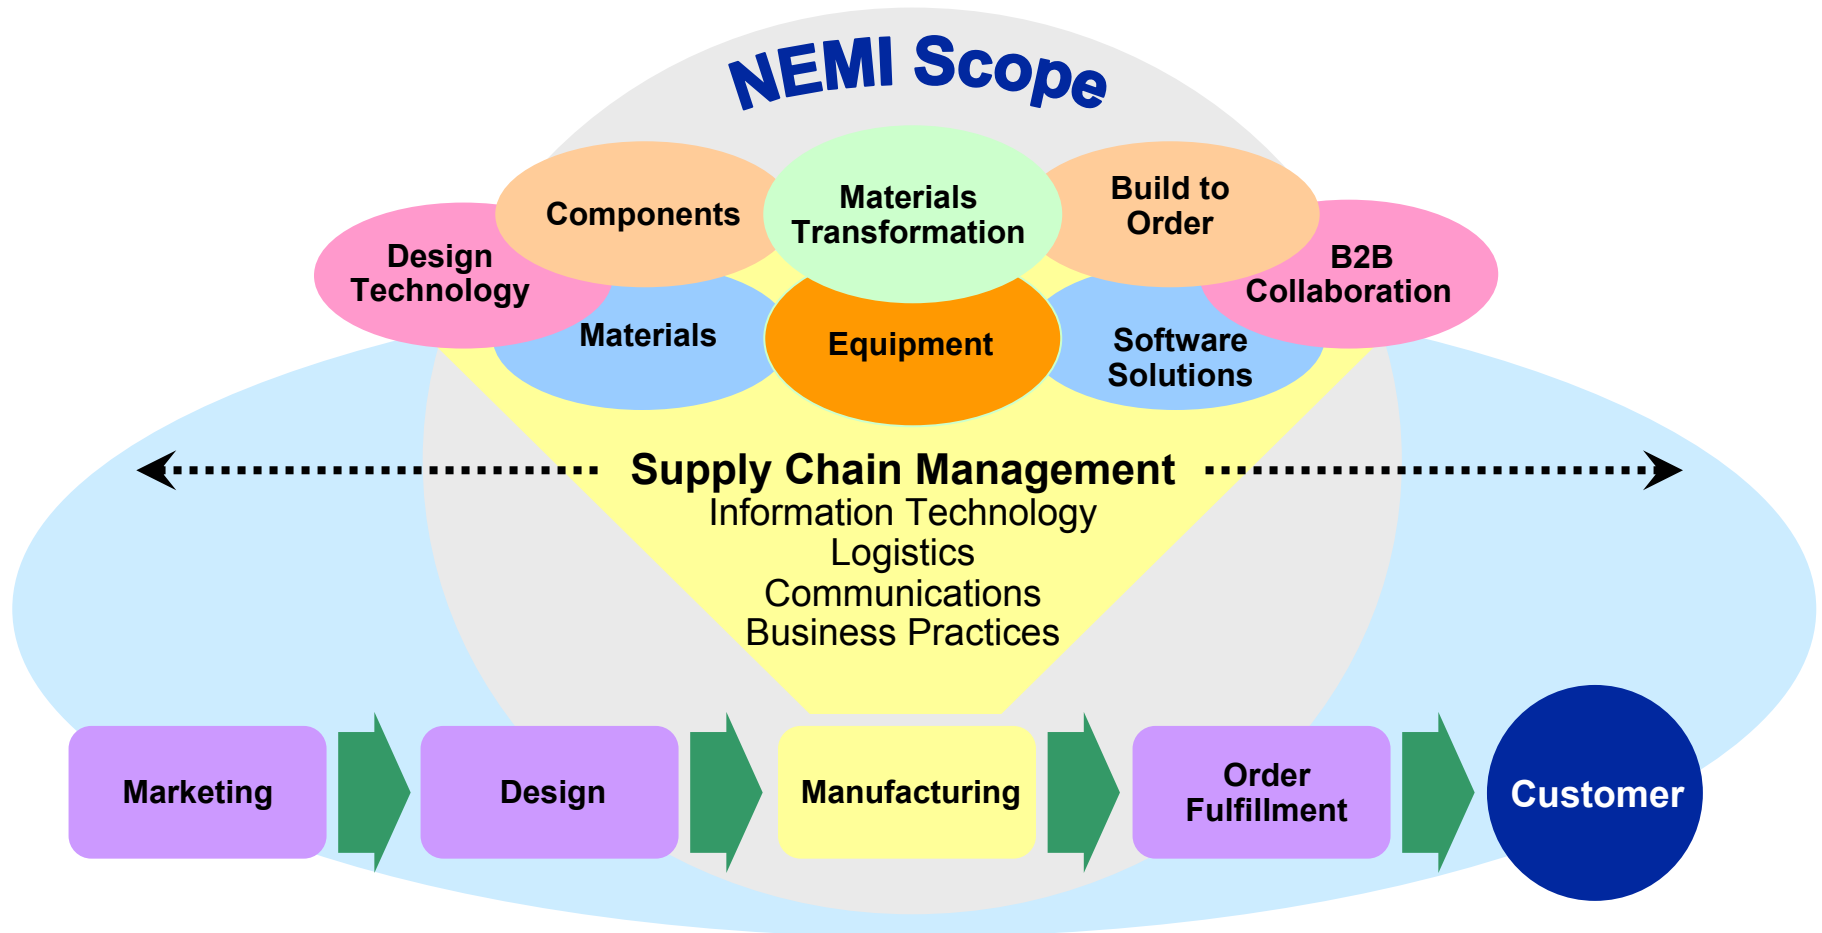 NEMI Scope
Components
Materials
Transformation
Build to
Order
Design
Technology
B2B
Collaboration
Materials
Equipment
Software
Solutions
Supply Chain Management
Information Technology
Logistics
Communications
Business Practices
Marketing
Design
Manufacturing
Order
Fulfillment
Customer